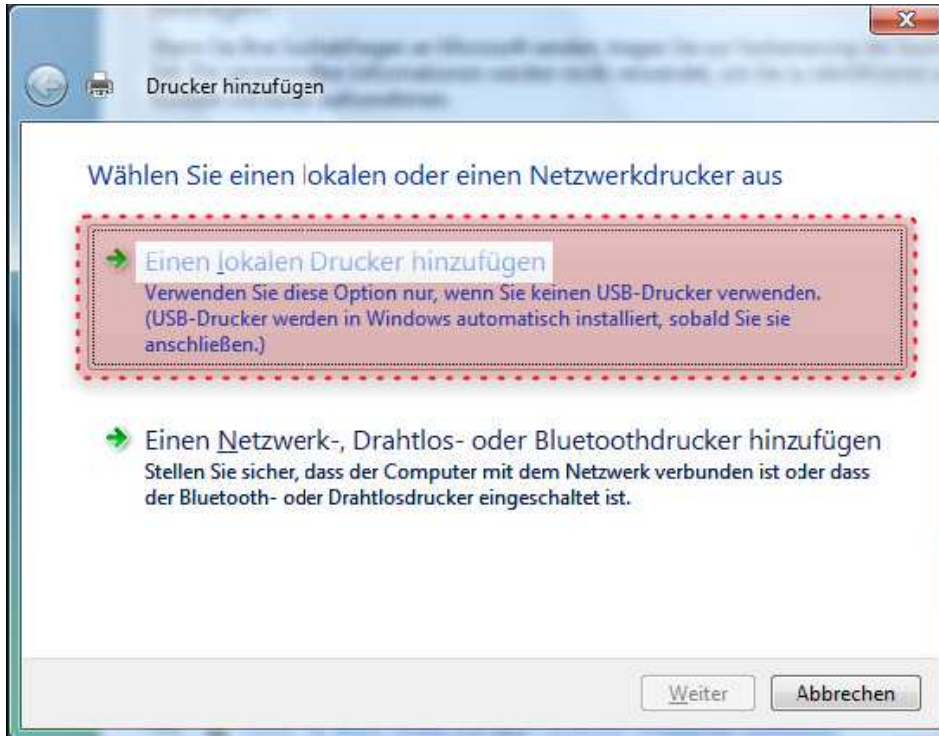 Drucker hinzufügen
Wählen Sie einen lokalen oder einen Netzwerkdrucker aus
Einen lokalen Drucker hinzufügen
Verwenden Sie diese Option nur, wenn Sie keinen USB-Drucker verwenden.
(USB-Drucker werden in Windows automatisch installiert, sobald Sie sie
anschließen.)
Einen Netzwerk-, Drahtlos- oder Bluetoothdrucker hinzufügen
Stellen Sie sicher, dass der Computer mit dem Netzwerk verbunden ist oder dass
der Bluetooth- oder Drahtlosdrucker eingeschaltet ist.
Weiter Abbrechen